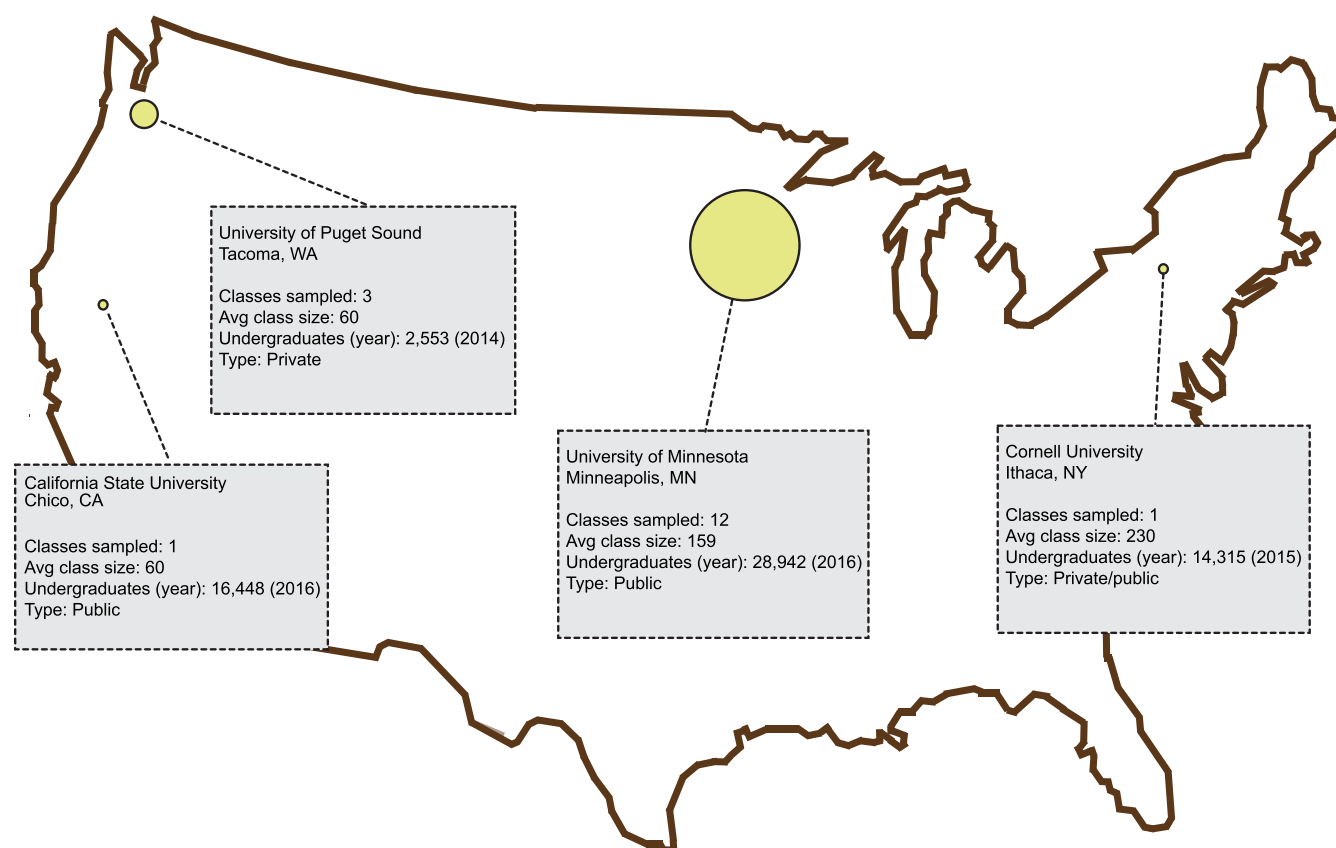 University of Puget Sound
Tacoma, WA
Classes sampled: 3
Avg class size: 60
Undergraduates (year): 2,553 (2014)
Type: Private
California State University
Chico, CA
Classes sampled: 1
Avg class size: 60
Undergraduates (year): 16,448 (2016)
Type: Public
University of Minnesota
Minneapolis, MN
Classes sampled: 12
Avg class size: 159
Undergraduates (year): 28,942 (2016)
Type: Public
Cornell University
Ithaca, NY
Classes sampled: 1
Avg class size: 230
Undergraduates (year): 14,315 (2015)
Type: Private/public